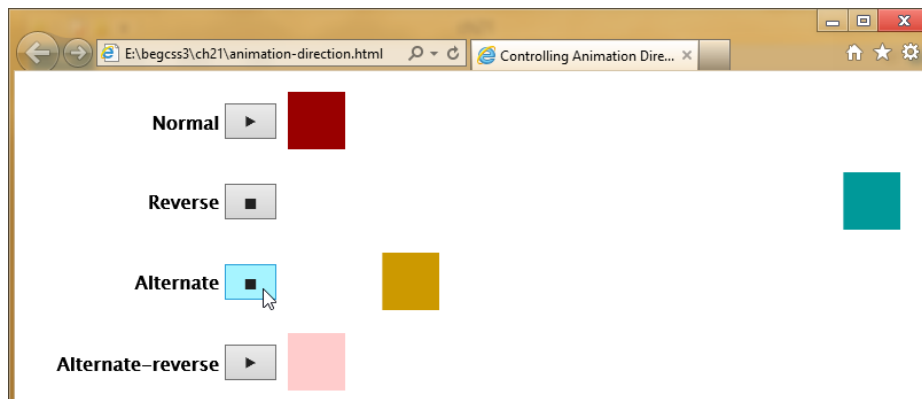 E:\begcss3\ch21\animation-direction.html
Controlling Animation Dire...
Normal
Reverse
Alternate
Alternate-reverse